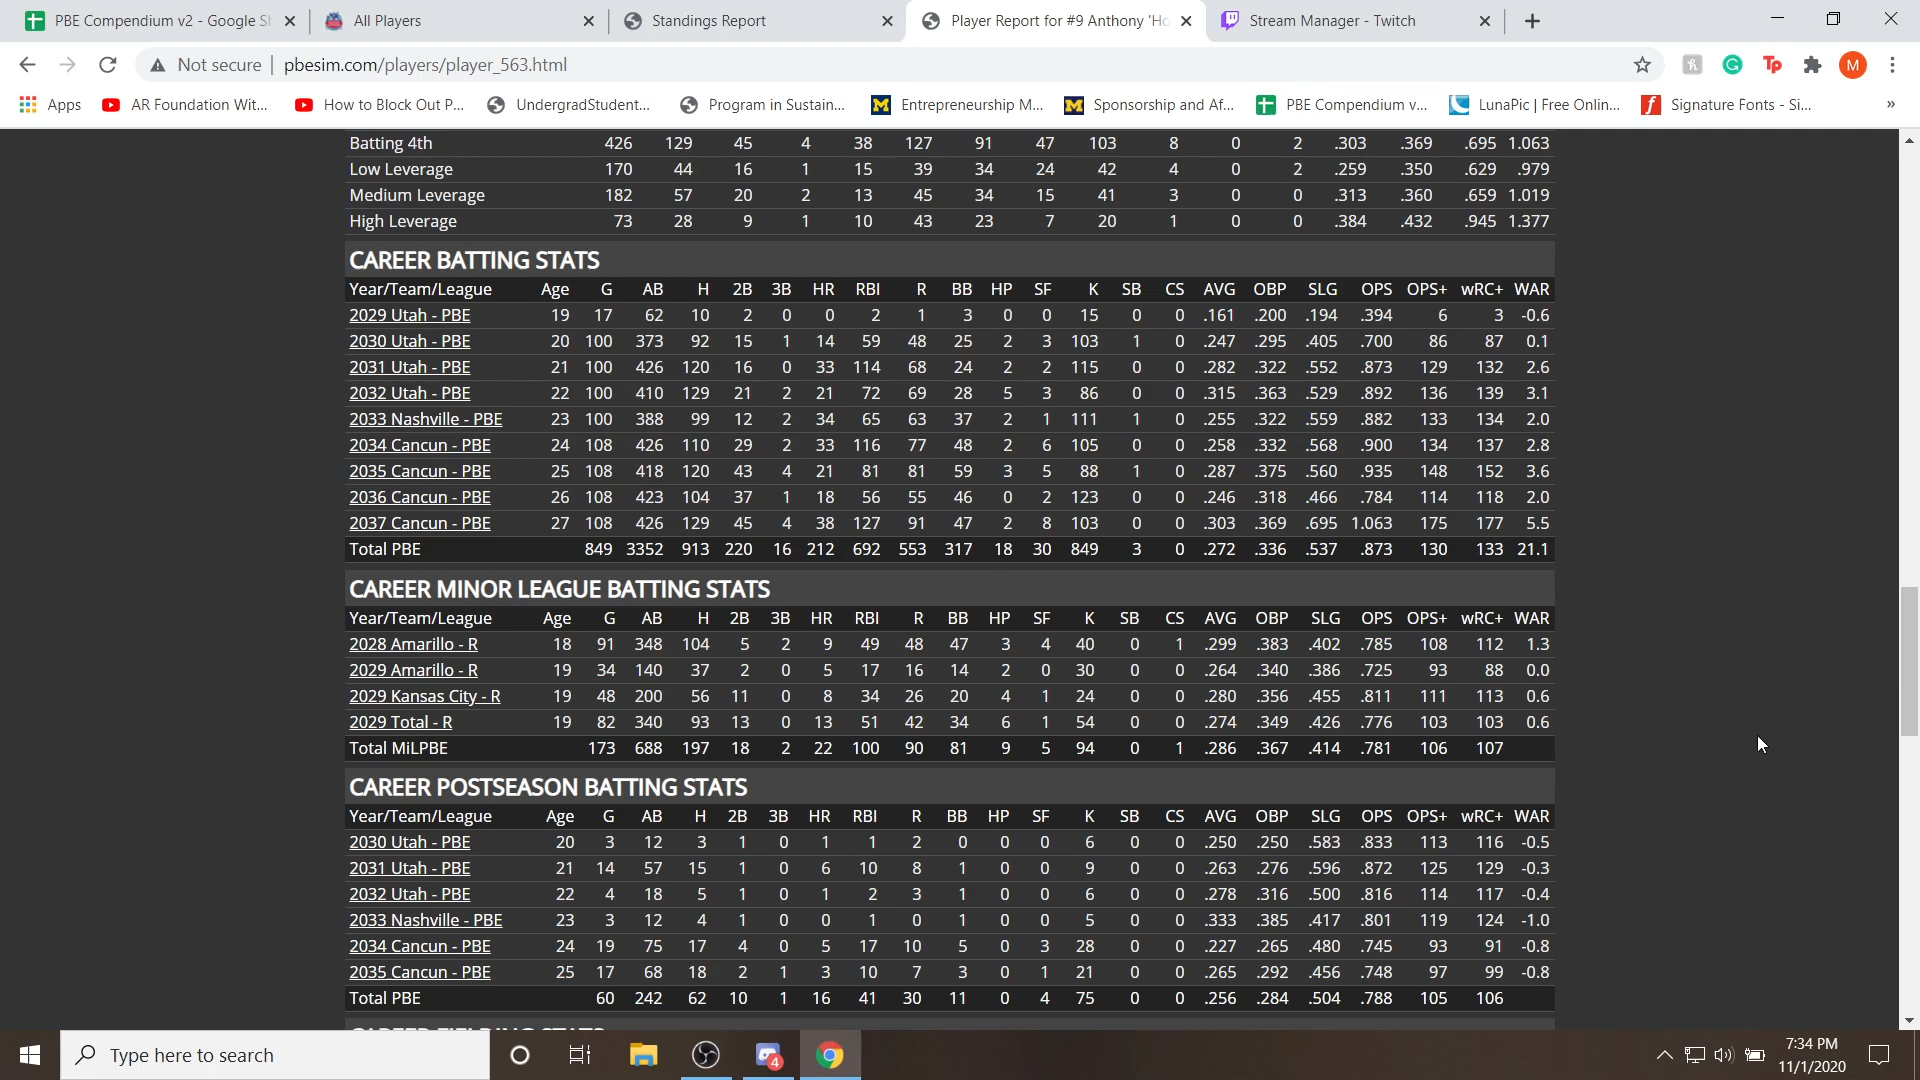 PBE Compendium v2 - Google Sh
All Players
Standings Report
Player Report for #9 Anthony 'Ho
Stream Manager - Twitch
Not secure | pbesim.com/players/player_563.html
M
Apps
AR Foundation Wit...
How to Block Out P...
UndergradStudent...
Program in Sustain...
Entrepreneurship M...
Sponsorship and Af...
PBE Compendium v...
LunaPic | Free Onlin...
Signature Fonts - Si...
Batting 4th 426 129 45 4 38 127 91 47 103 8 0 2 .303 .369 .695 1.063
Low Leverage 170 44 16 1 15 39 34 24 42 4 0 2 .259 .350 .629 .979
Medium Leverage 182 57 20 2 13 45 34 15 41 3 0 0 .313 .360 .659 1.019
High Leverage 73 28 9 1 10 43 23 7 20 1 0 0 .384 .432 .945 1.377
CAREER BATTING STATS
Year/Team/League Age G AB H 2B 3B HR RBI R BB HP SF K SB CS AVG OBP SLG OPS OPS+ wRC+ WAR
2029 Utah - PBE 19 17 62 10 2 0 0 2 1 3 0 0 15 0 0 .161 .200 .194 .394 6 3 -0.6
2030 Utah - PBE 20 100 373 92 15 1 14 59 48 25 2 3 103 1 0 .247 .295 .405 .700 86 87 0.1
2031 Utah - PBE 21 100 426 120 16 0 33 114 68 24 2 2 115 0 0 .282 .322 .552 .873 129 132 2.6
2032 Utah - PBE 22 100 410 129 21 2 21 72 69 28 5 3 86 0 0 .315 .363 .529 .892 136 139 3.1
2033 Nashville - PBE 23 100 388 99 12 2 34 65 63 37 2 1 111 1 0 .255 .322 .559 .882 133 134 2.0
2034 Cancun - PBE 24 108 426 110 29 2 33 116 77 48 2 6 105 0 0 .258 .332 .568 .900 134 137 2.8
2035 Cancun - PBE 25 108 418 120 43 4 21 81 81 59 3 5 88 1 0 .287 .375 .560 .935 148 152 3.6
2036 Cancun - PBE 26 108 423 104 37 1 18 56 55 46 0 2 123 0 0 .246 .318 .466 .784 114 118 2.0
2037 Cancun - PBE 27 108 426 129 45 4 38 127 91 47 2 8 103 0 0 .303 .369 .695 1.063 175 177 5.5
Total PBE 849 3352 913 220 16 212 692 553 317 18 30 849 3 0 .272 .336 .537 .873 130 133 21.1
CAREER MINOR LEAGUE BATTING STATS
Year/Team/League Age G AB H 2B 3B HR RBI R BB HP SF K SB CS AVG OBP SLG OPS OPS+ wRC+ WAR
2028 Amarillo - R 18 91 348 104 5 2 9 49 48 47 3 4 40 0 1 .299 .383 .402 .785 108 112 1.3
2029 Amarillo - R 19 34 140 37 2 0 5 17 16 14 2 0 30 0 0 .264 .340 .386 .725 93 88 0.0
2029 Kansas City - R 19 48 200 56 11 0 8 34 26 20 4 1 24 0 0 .280 .356 .455 .811 111 113 0.6
2029 Total - R 19 82 340 93 13 0 13 51 42 34 6 1 54 0 0 .274 .349 .426 .776 103 103 0.6
Total MiLPBE 173 688 197 18 2 22 100 90 81 9 5 94 0 1 .286 .367 .414 .781 106 107
CAREER POSTSEASON BATTING STATS
Year/Team/League Age G AB H 2B 3B HR RBI R BB HP SF K SB CS AVG OBP SLG OPS OPS+ wRC+ WAR
2030 Utah - PBE 20 3 12 3 1 0 1 1 2 0 0 0 6 0 0 .250 .250 .583 .833 113 116 -0.5
2031 Utah - PBE 21 14 57 15 1 0 6 10 8 1 0 0 9 0 0 .263 .276 .596 .872 125 129 -0.3
2032 Utah - PBE 22 4 18 5 1 0 1 2 3 1 0 0 6 0 0 .278 .316 .500 .816 114 117 -0.4
2033 Nashville - PBE 23 3 12 4 1 0 0 1 0 1 0 0 5 0 0 .333 .385 .417 .801 119 124 -1.0
2034 Cancun - PBE 24 19 75 17 4 0 5 17 10 5 0 3 28 0 0 .227 .265 .480 .745 93 91 -0.8
2035 Cancun - PBE 25 17 68 18 2 1 3 10 7 3 0 1 21 0 0 .265 .292 .456 .748 97 99 -0.8
Total PBE 60 242 62 10 1 16 41 30 11 0 4 75 0 0 .256 .284 .504 .788 105 106
CAREER FIELDING STATS
Type here to search
4
7:34 PM
11/1/2020